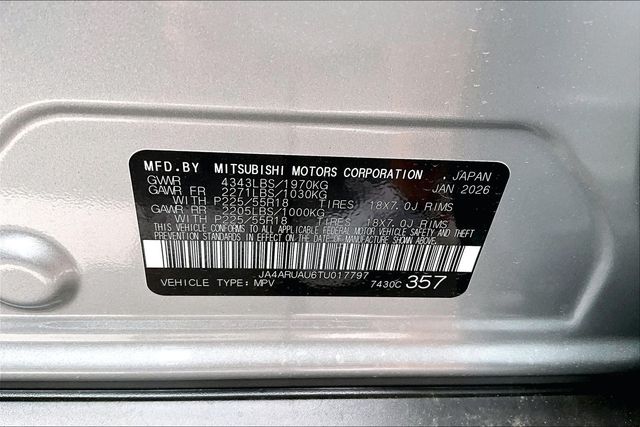 MFD.BY MITSUBISHI MOTORS CORPORATION , JAPAN
GVWR 4343LBS/1970KG JAN 2026
GAWR FR 2271LBS/1030KG
WITH P225/55R18 TIRES: 18X7.0J RIMS
GAWR RR 2205LBS/1000KG
WITH P225/55R18 TIRES: 18X7.0J RIMS
THIS VEHICLE CONFORMS TO ALL APPLICABLE FEDERAL MOTOR VEHICLE SAFETY AND THEFT
PREVENTION STANDARDS IN EFFECT ON THE DATE OF MANUFACTURE SHOWN ABOVE.
JA4ARUAU6TU017797
VEHICLE TYPE: MPV 7430C 357